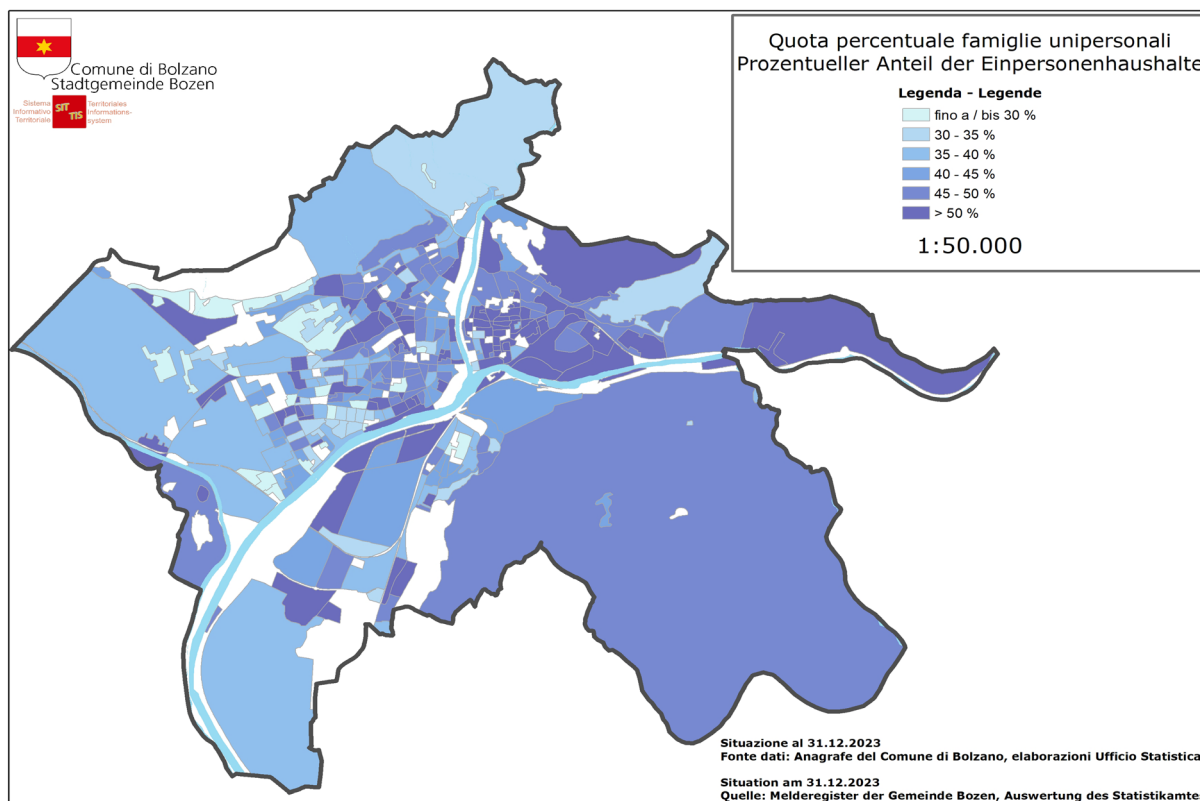 Comune di Bolzano
Stadtgemeinde Bozen
Sistema
Informativo
Territoriale
SIT
TIS
Territoriales
Informations-
system
Quota percentuale famiglie unipersonali
Prozentueller Anteil der Einpersonenhaushalte
Legenda - Legende
fino a / bis 30 %
30 - 35 %
35 - 40 %
40 - 45 %
45 - 50 %
> 50 %
1:50.000
Situazione al 31.12.2023
Fonte dati: Anagrafe del Comune di Bolzano, elaborazioni Ufficio Statistica
Situation am 31.12.2023
Quelle: Melderegister der Gemeinde Bozen, Auswertung des Statistikamte